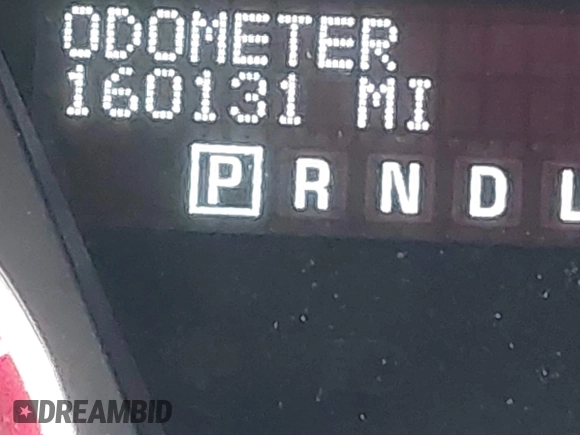 ODOMETER
160131 MI
P R N D L
DREAMBID